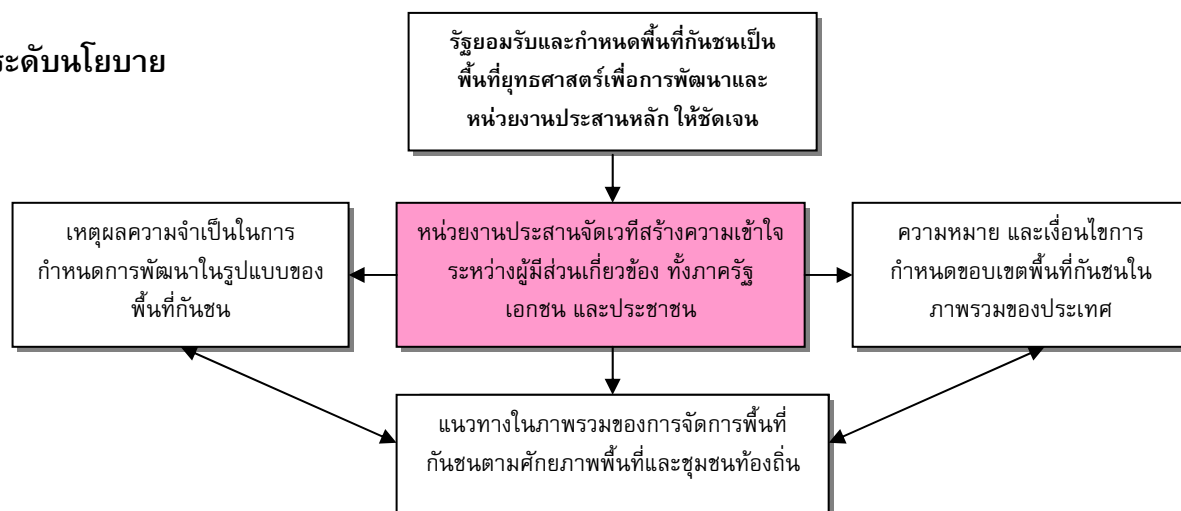 ระดับนโยบาย
รัฐยอมรับและกำหนดพื้นที่กันชนเป็น
พื้นที่ยุทธศาสตร์เพื่อการพัฒนาและ
หน่วยงานประสานหลัก ให้ชัดเจน
เหตุผลความจำเป็นในการ
กำหนดการพัฒนาในรูปแบบของ
พื้นที่กันชน
หน่วยงานประสานจัดเวทีสร้างความเข้าใจ
ระหว่างผู้มีส่วนเกี่ยวข้อง ทั้งภาครัฐ
เอกชน และประชาชน
ความหมาย และเงื่อนไขการ
กำหนดขอบเขตพื้นที่กันชนใน
ภาพรวมของประเทศ
แนวทางในภาพรวมของการจัดการพื้นที่
กันชนตามศักยภาพพื้นที่และชุมชนท้องถิ่น